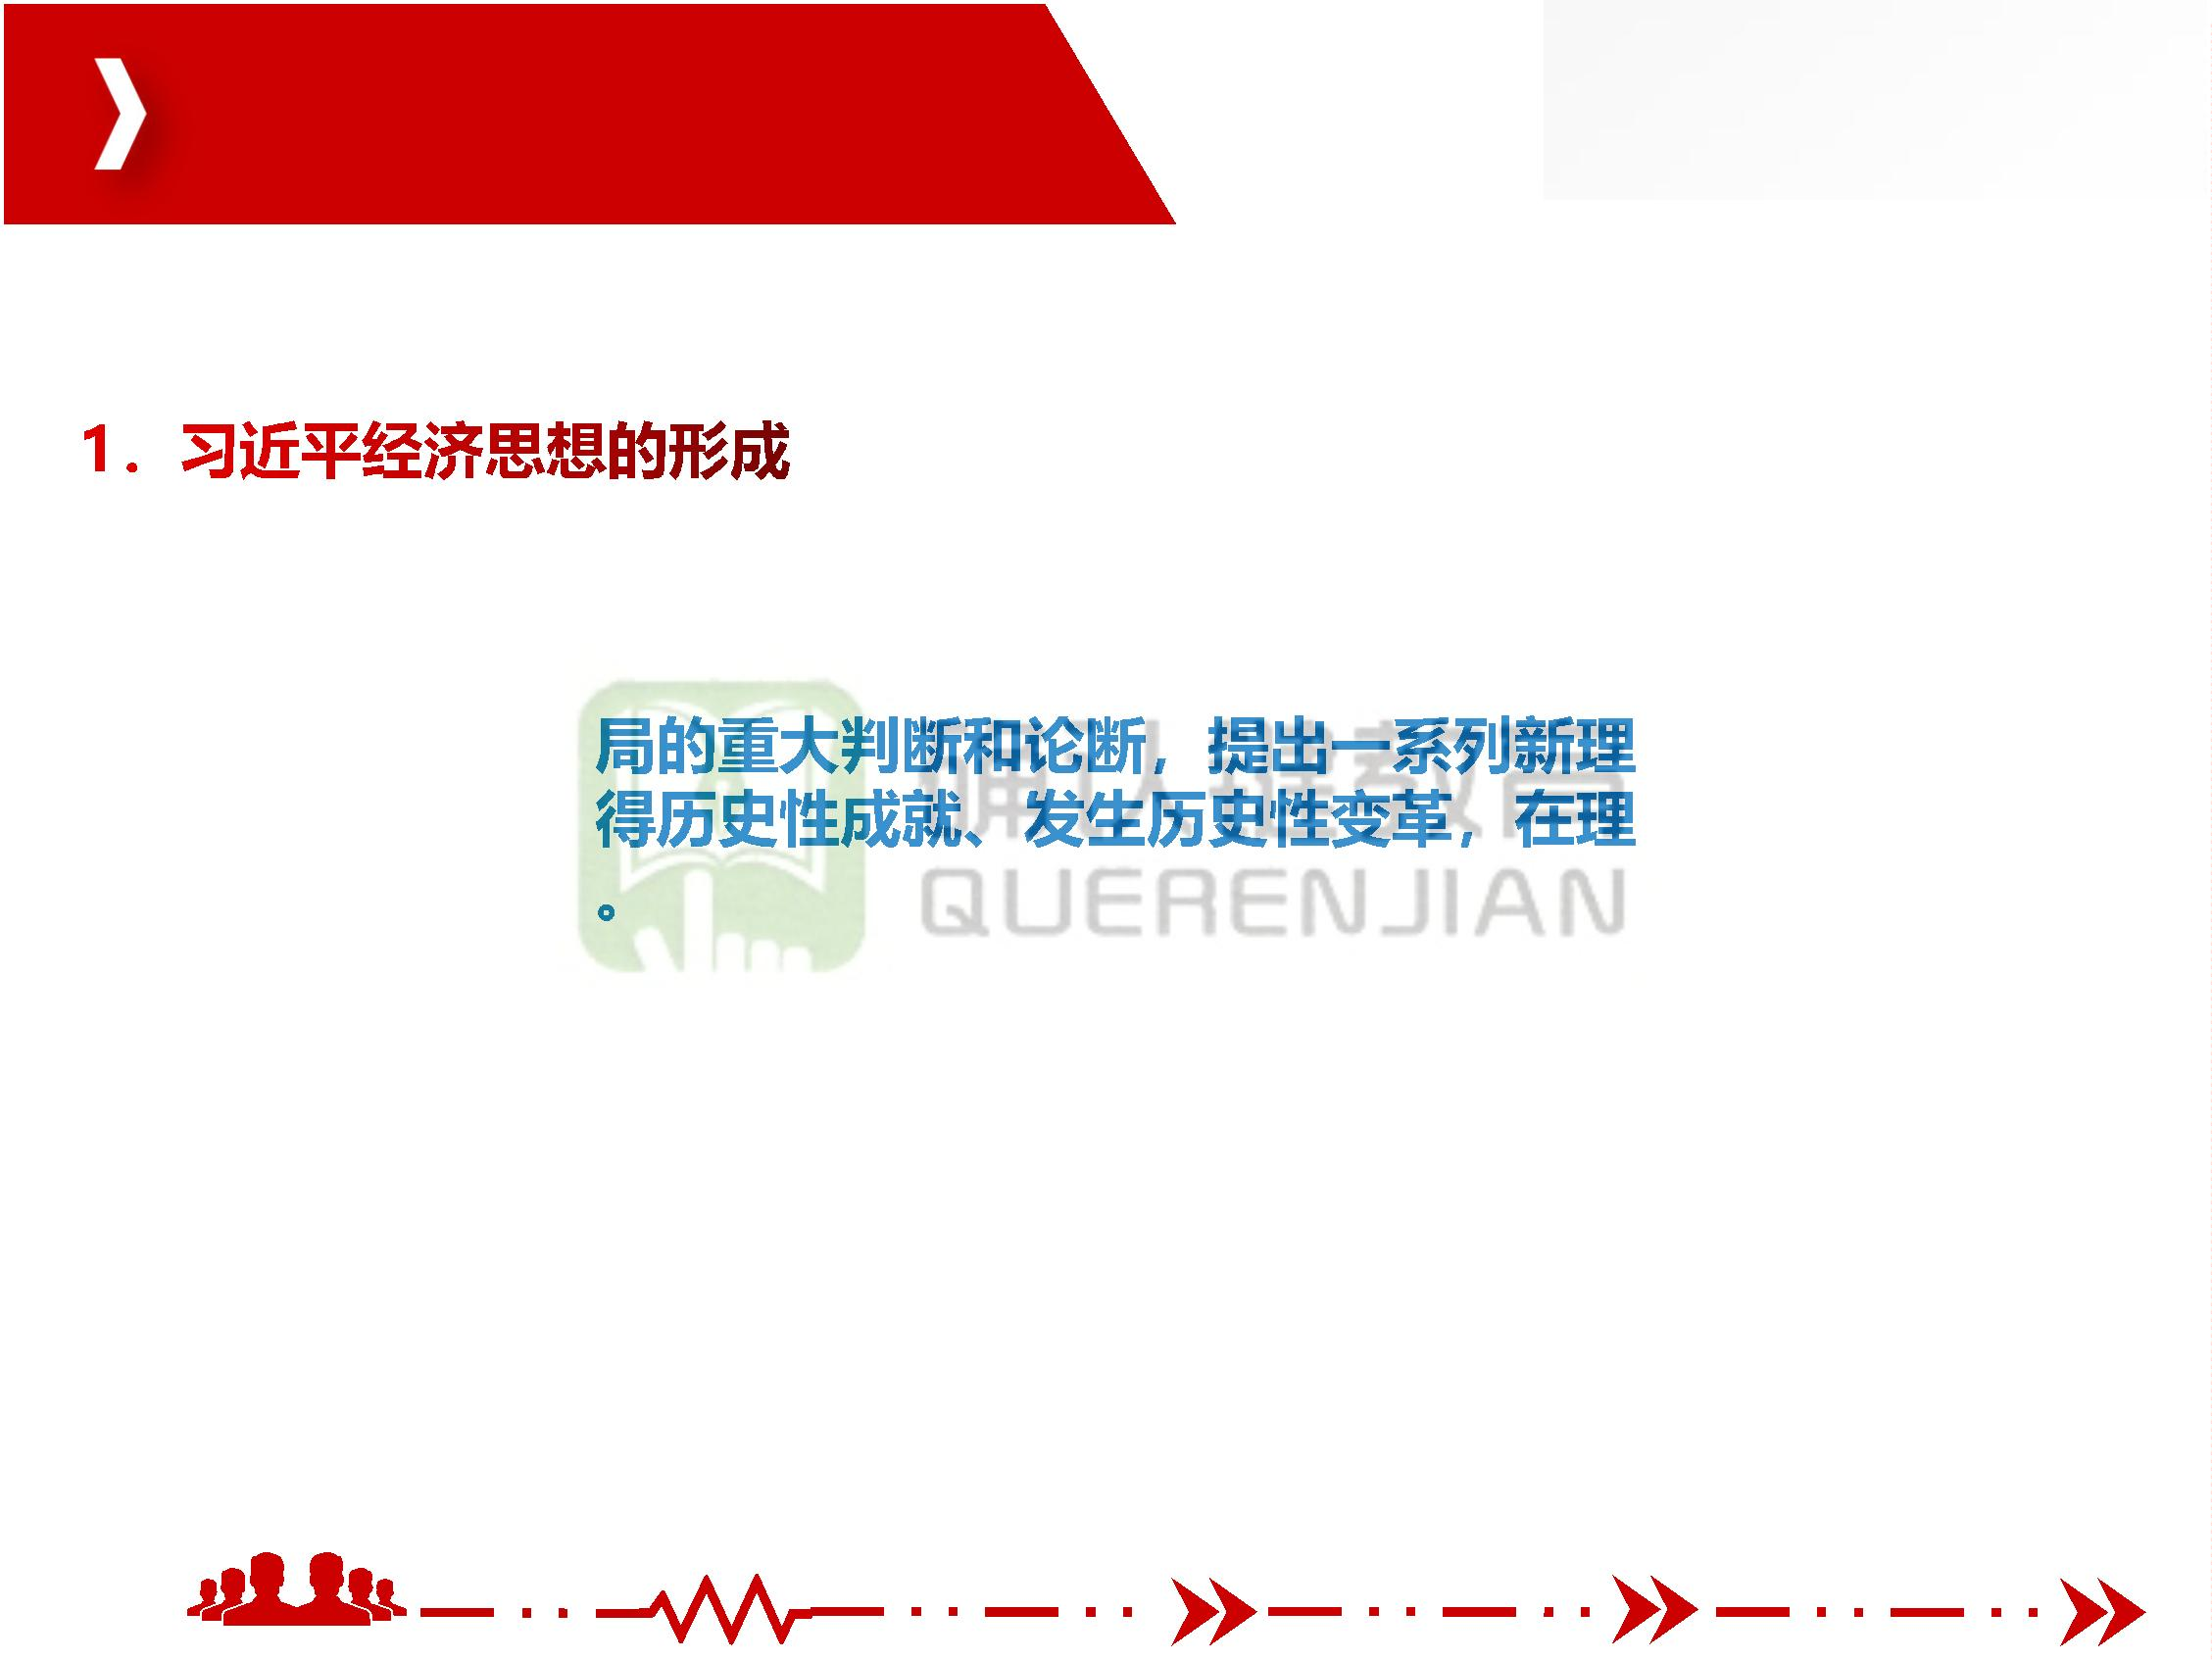 1. 习近平经济思想的形成
局的重大判断和论断，提出一系列新理
得历史性成就、发生历史性变革，在理
。
QUERENJIAN